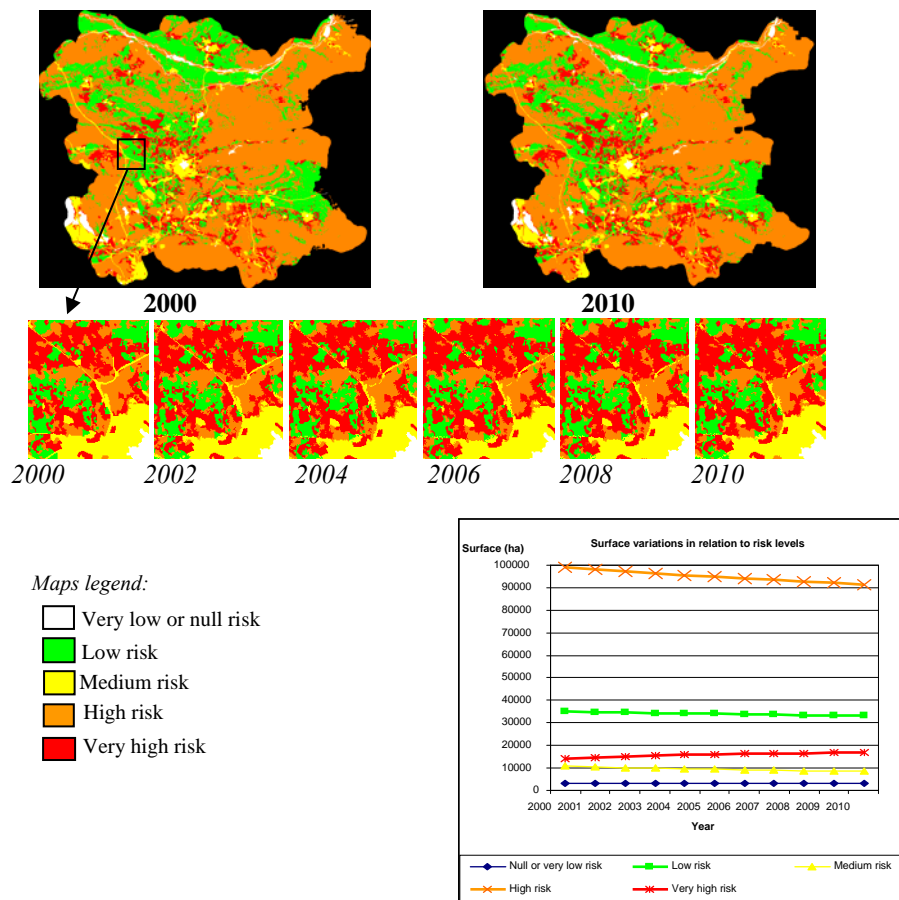 2000 2010
2000 2002 2004 2006 2008 2010
Maps legend:
Very low or null risk
Low risk
Medium risk
High risk
Very high risk
Surface (ha)
Surface variations in relation to risk levels
100000
90000
80000
70000
60000
50000
40000
30000
20000
10000
0
2000 2001 2002 2003 2004 2005 2006 2007 2008 2009 2010
Year
Null or very low risk Low risk Medium risk
High risk Very high risk